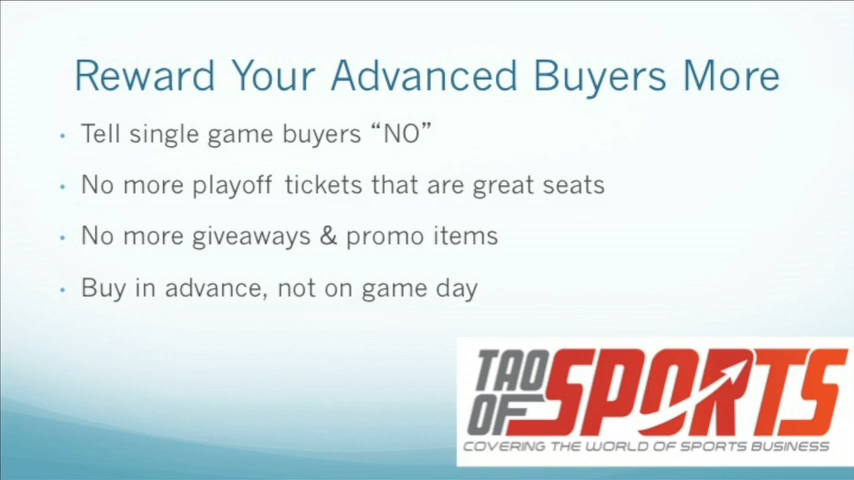 Reward Your Advanced Buyers More
• Tell single game buyers “NO”
• No more playoff tickets that are great seats
• No more giveaways & promo items
• Buy in advance, not on game day
TAO OF SPORTS
COVERING THE WORLD OF SPORTS BUSINESS